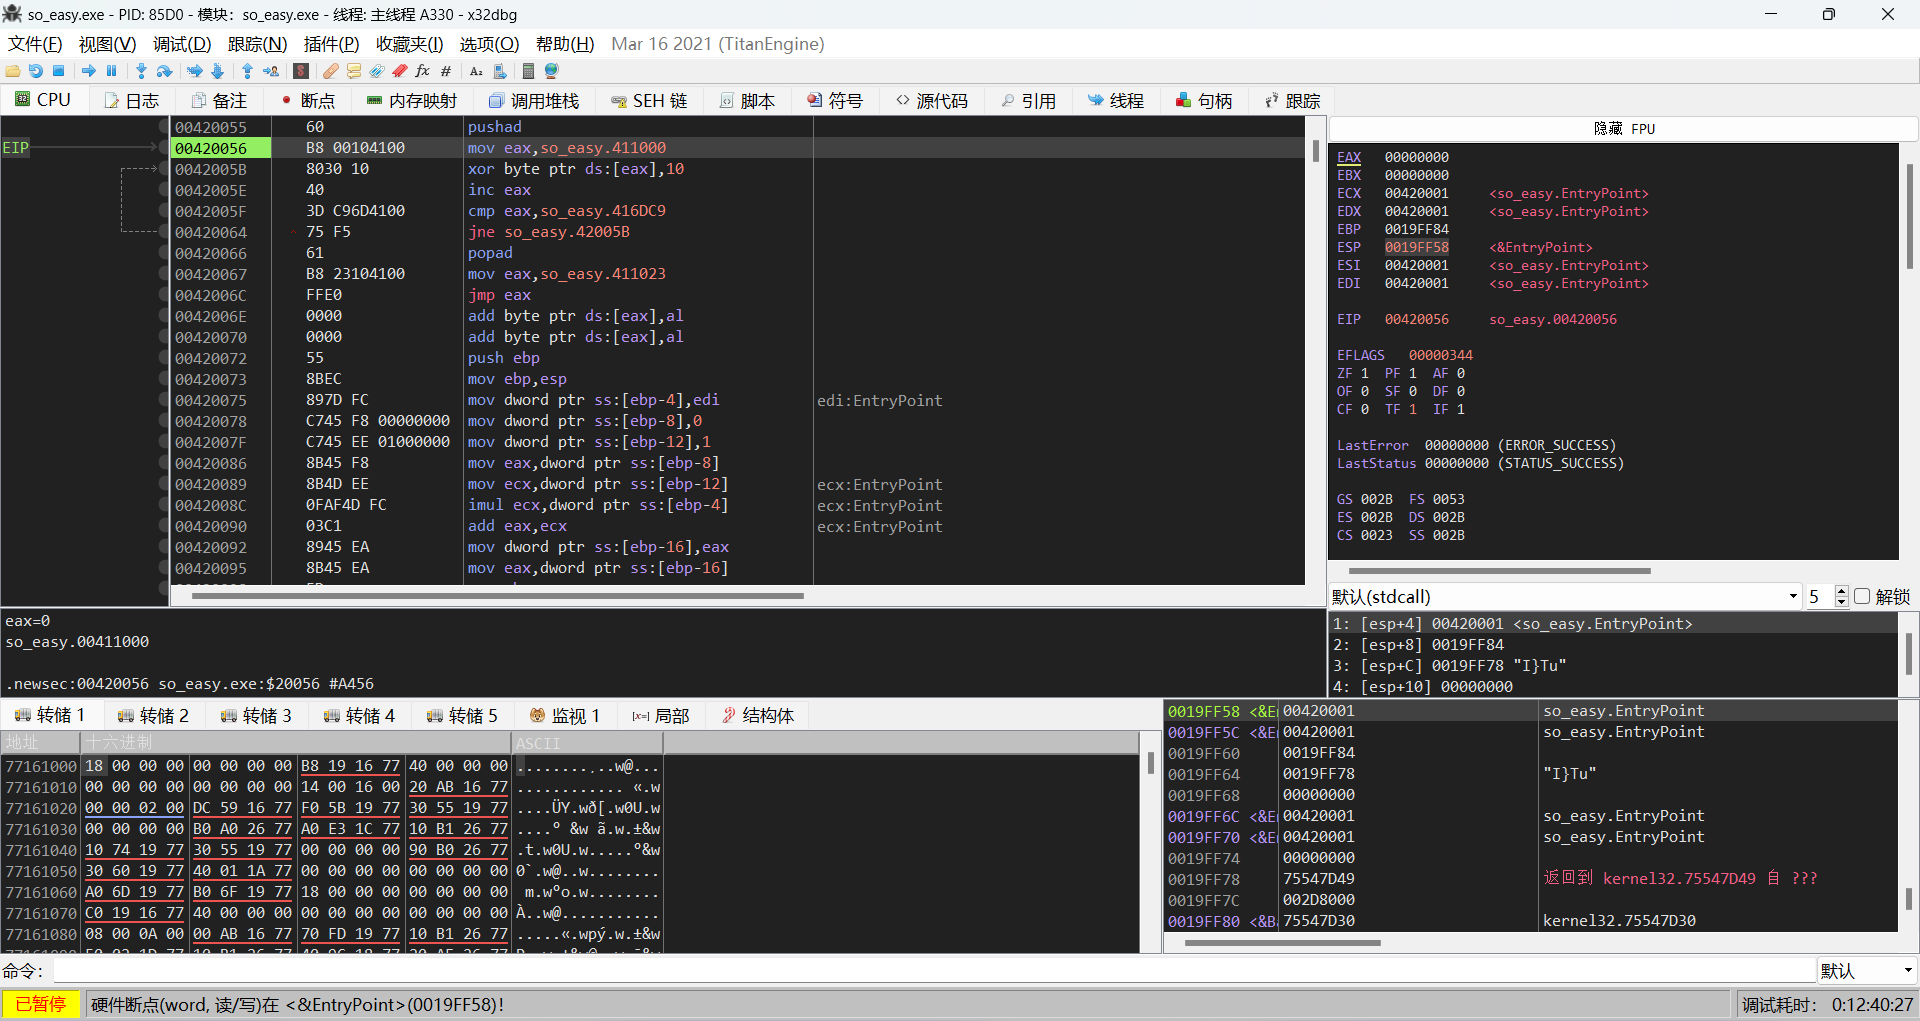 so_easy.exe - PID: 85D0 - 模块: so_easy.exe - 线程: 主线程 A330 - x32dbg
文件(F) 视图(V) 调试(D) 跟踪(N) 插件(P) 收藏夹(I) 选项(O) 帮助(H) Mar 16 2021 (TitanEngine)
CPU 日志 备注 断点 内存映射 调用堆栈 SEH 链 脚本 符号 源代码 引用 线程 句柄 跟踪
EIP
00420055 60 pushad
00420056 B8 00104100 mov eax,so_easy.411000
0042005B 8030 10 xor byte ptr ds:[eax],10
0042005E 40 inc eax
0042005F 3D C96D4100 cmp eax,so_easy.416DC9
00420064 75 F5 jne so_easy.42005B
00420066 61 popad
00420067 B8 23104100 mov eax,so_easy.411023
0042006C FFE0 jmp eax
0042006E 0000 add byte ptr ds:[eax],al
00420070 0000 add byte ptr ds:[eax],al
00420072 55 push ebp
00420073 8BEC mov ebp,esp
00420075 897D FC mov dword ptr ss:[ebp-4],edi edi:EntryPoint
00420078 C745 F8 00000000 mov dword ptr ss:[ebp-8],0
0042007F C745 EE 01000000 mov dword ptr ss:[ebp-12],1
00420086 8B45 F8 mov eax,dword ptr ss:[ebp-8]
00420089 8B4D EE mov ecx,dword ptr ss:[ebp-12] ecx:EntryPoint
0042008C 0FAF4D FC imul ecx,dword ptr ss:[ebp-4] ecx:EntryPoint
00420090 03C1 add eax,ecx ecx:EntryPoint
00420092 8945 EA mov dword ptr ss:[ebp-16],eax
00420095 8B45 EA mov eax,dword ptr ss:[ebp-16]
隐藏 FPU
EAX 00000000
EBX 00000000
ECX 00420001 <so_easy.EntryPoint>
EDX 00420001 <so_easy.EntryPoint>
EBP 0019FF84
ESP 0019FF58 <&EntryPoint>
ESI 00420001 <so_easy.EntryPoint>
EDI 00420001 <so_easy.EntryPoint>
EIP 00420056 so_easy.00420056
EFLAGS 00000344
ZF 1 PF 1 AF 0
OF 0 SF 0 DF 0
CF 0 TF 1 IF 1
LastError 00000000 (ERROR_SUCCESS)
LastStatus 00000000 (STATUS_SUCCESS)
GS 002B FS 0053
ES 002B DS 002B
CS 0023 SS 002B
默认(stdcall) 5 解锁
1: [esp+4] 00420001 <so_easy.EntryPoint>
2: [esp+8] 0019FF84
3: [esp+C] 0019FF78 "I}Tu"
4: [esp+10] 00000000
eax=0
so_easy.00411000
.newsec:00420056 so_easy.exe:$20056 #A456
转储 1 转储 2 转储 3 转储 4 转储 5 监视 1 局部 结构体
地址 十六进制 ASCII
77161000 18 00 00 00 00 00 00 00 B8 19 16 77 40 00 00 00 ........¸..w@...
77161010 00 00 00 00 00 00 00 00 14 00 16 00 20 AB 16 77 ............ «.w
77161020 00 00 02 00 DC 59 16 77 F0 5B 19 77 30 55 19 77 ....ÜY.wð[.w0U.w
77161030 00 00 00 00 B0 A0 26 77 A0 E3 1C 77 10 B1 26 77 ....° &w ã.w.±&w
77161040 10 74 19 77 30 55 19 77 00 00 00 00 90 B0 26 77 .t.w0U.w.....°&w
77161050 30 60 19 77 40 01 1A 77 00 00 00 00 00 00 00 00 0`.w@..w........
77161060 A0 6D 19 77 B0 6F 19 77 18 00 00 00 00 00 00 00  m.w°o.w........
77161070 C0 19 16 77 40 00 00 00 00 00 00 00 00 00 00 00 À..w@...........
77161080 08 00 0A 00 00 AB 16 77 70 FD 19 77 10 B1 26 77 .....«.wpý.w.±&w
0019FF58 <&E 00420001 so_easy.EntryPoint
0019FF5C <&E 00420001 so_easy.EntryPoint
0019FF60 0019FF84
0019FF64 0019FF78 "I}Tu"
0019FF68 00000000
0019FF6C <&E 00420001 so_easy.EntryPoint
0019FF70 <&E 00420001 so_easy.EntryPoint
0019FF74 00000000
0019FF78 75547D49 返回到 kernel32.75547D49 自 ???
0019FF7C 002D8000
0019FF80 <&B 75547D30 kernel32.75547D30
命令: 默认
已暂停 硬件断点(word, 读/写)在 <&EntryPoint>(0019FF58)! 调试耗时: 0:12:40:27